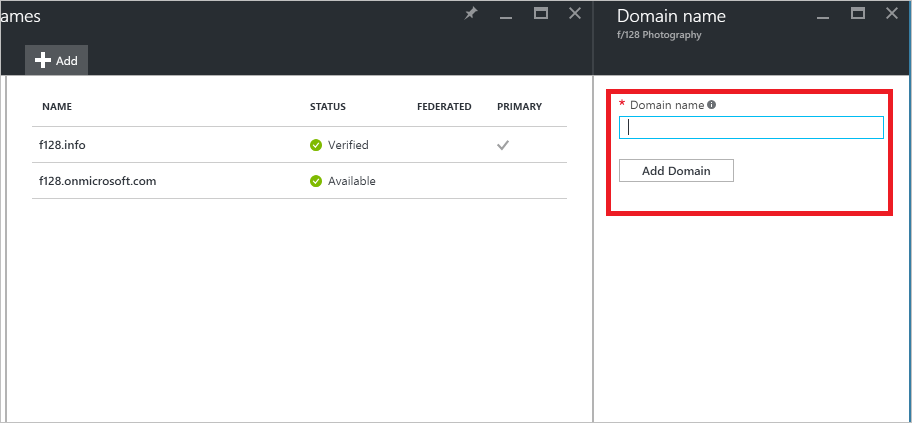 ames
Add
NAME STATUS FEDERATED PRIMARY
f128.info Verified
f128.onmicrosoft.com Available
Domain name
f/128 Photography
* Domain name
Add Domain